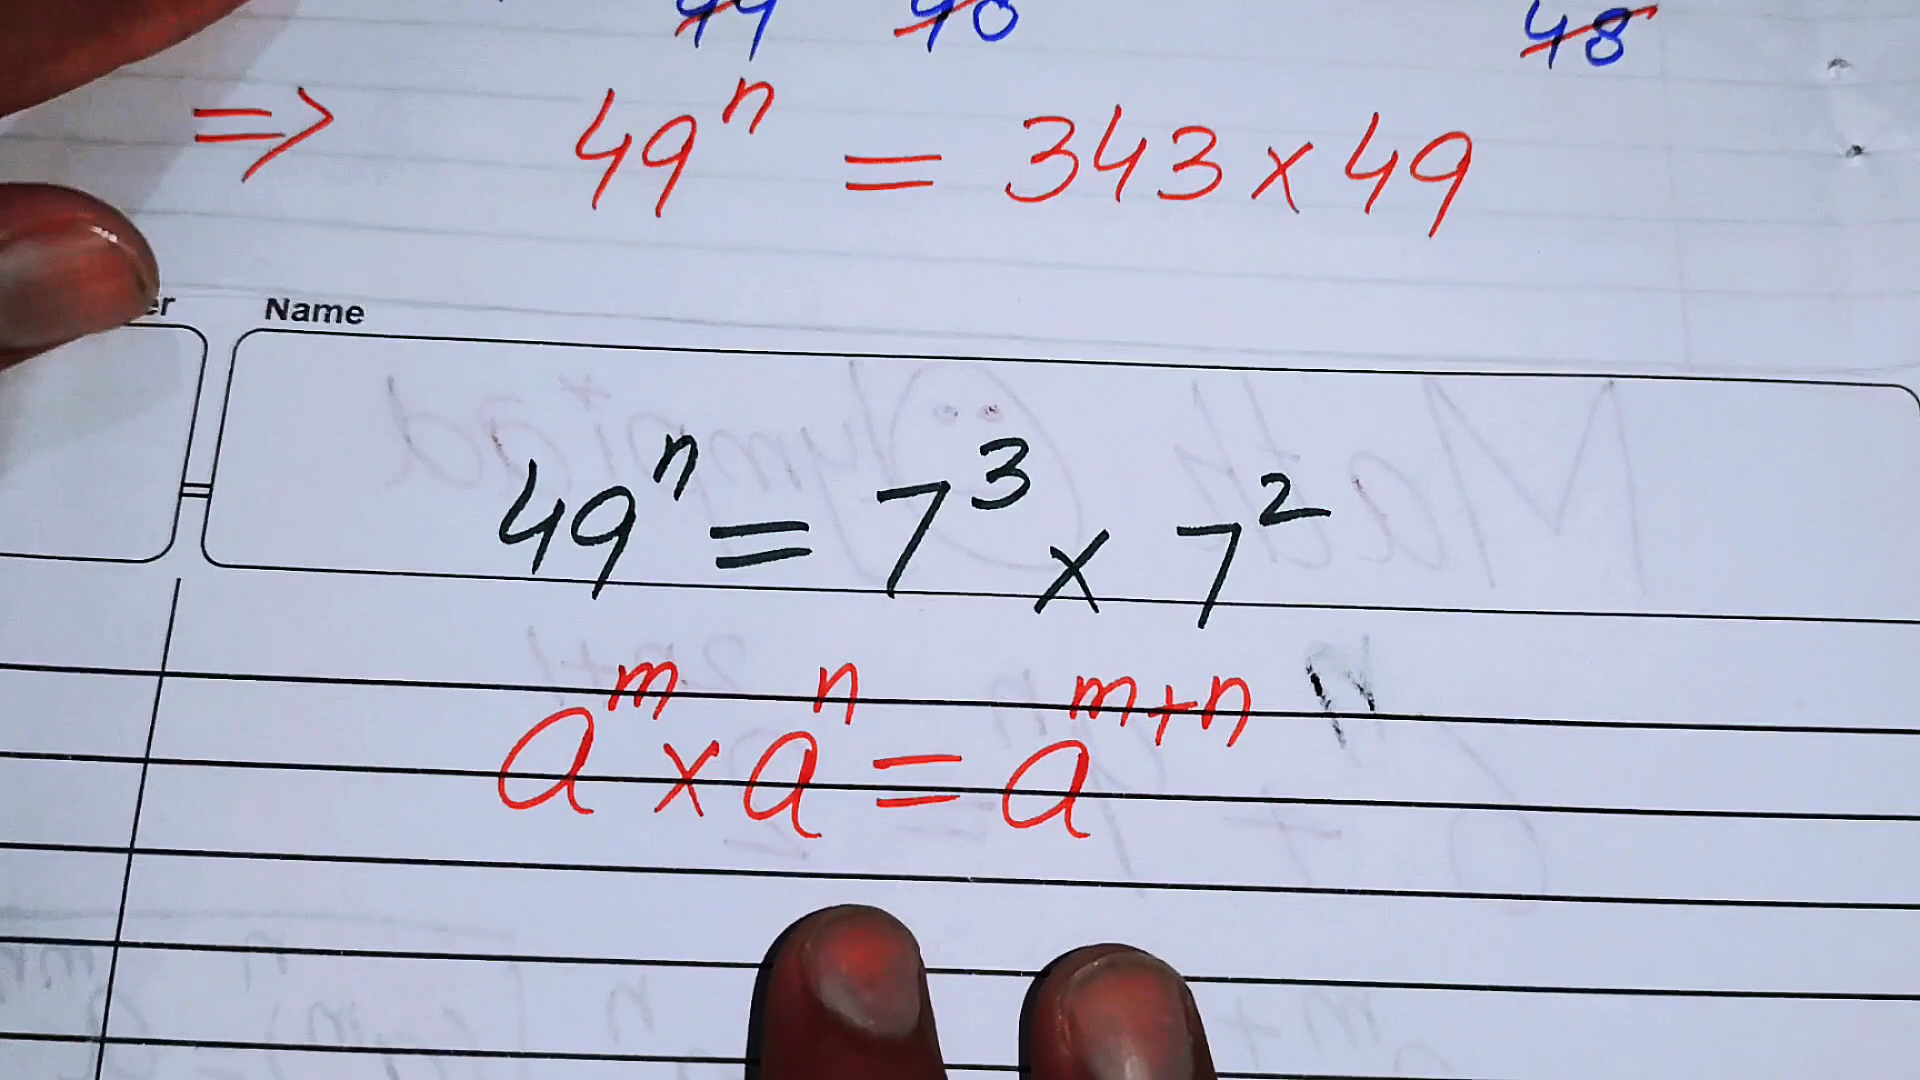 48
⇒ 49ⁿ = 343 × 49
Name
49ⁿ = 7³ × 7²
aᵐ × aⁿ = aᵐ⁺ⁿ